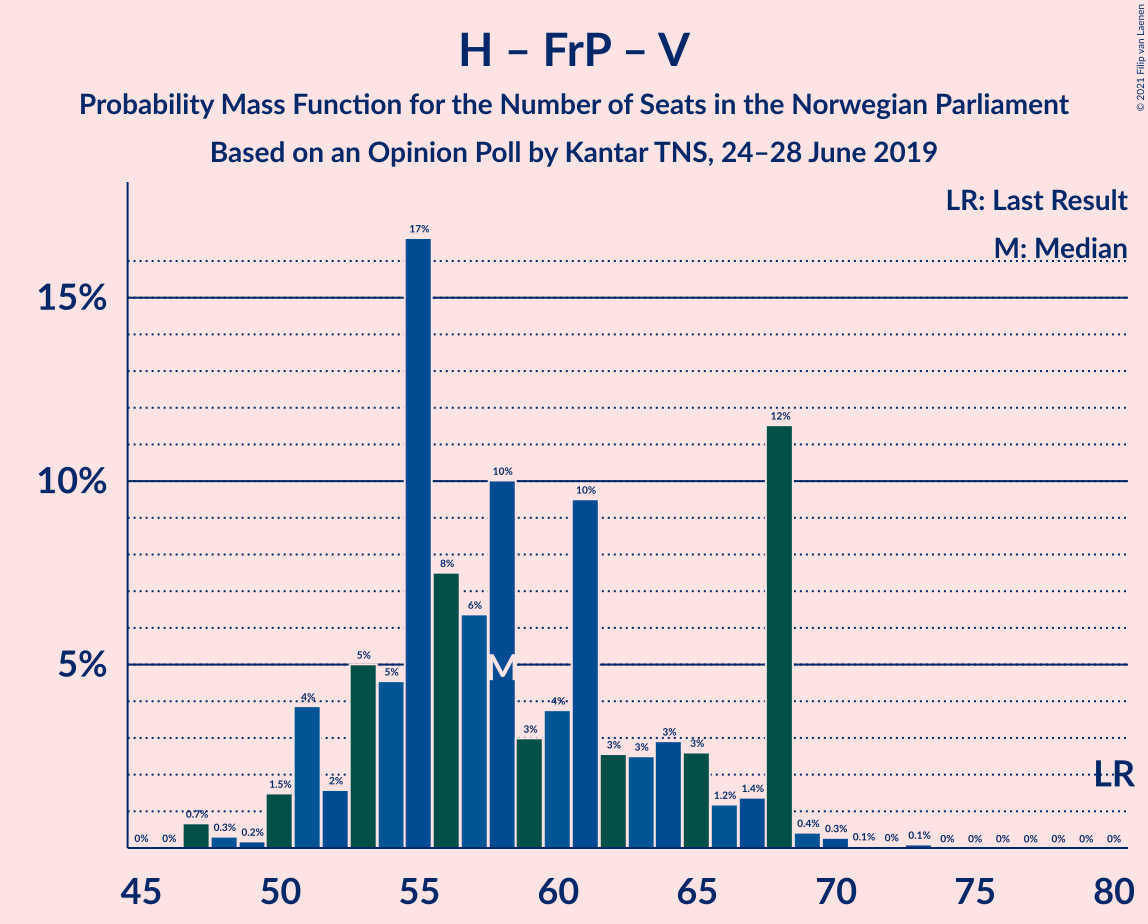 © 2021 Filip van Laenen
H – FrP – V
Probability Mass Function for the Number of Seats in the Norwegian Parliament
Based on an Opinion Poll by Kantar TNS, 24–28 June 2019
LR: Last Result
M: Median
15%
10%
5%
0% 0% 0.7% 0.3% 0.2% 1.5% 4% 2% 5% 5% 17% 8% 6% 10% 3% 4% 10% 3% 3% 3% 3% 1.2% 1.4% 12% 0.4% 0.3% 0.1% 0% 0.1% 0% 0% 0% 0% 0% 0% 0%
M
LR
45 50 55 60 65 70 75 80